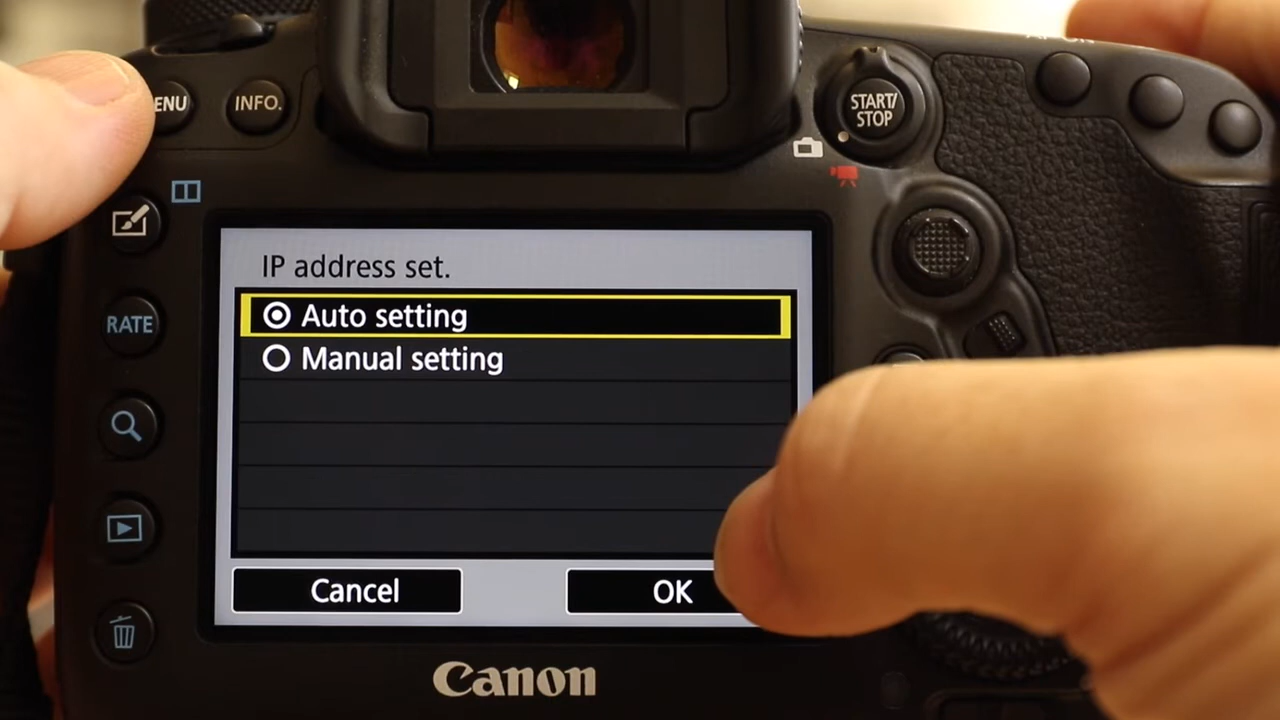 ENU
INFO.
START/
STOP
RATE
IP address set.
Auto setting
Manual setting
Cancel
OK
Canon